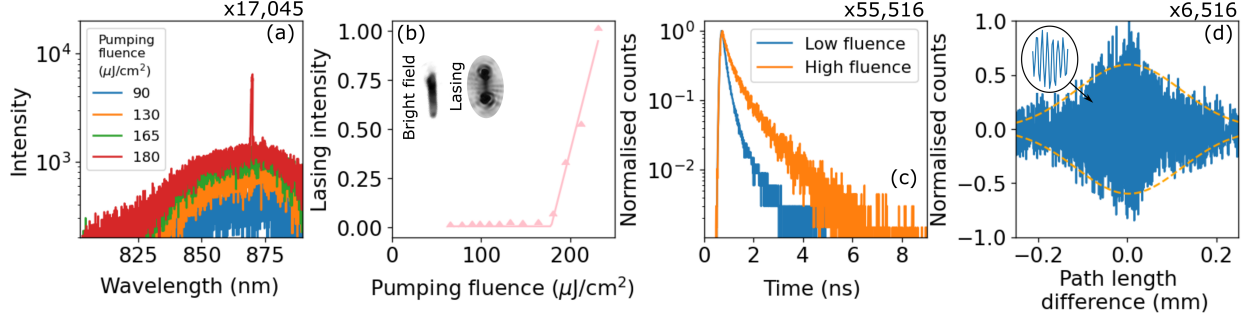 x17,045
(a)
Pumping
fluence
(μJ/cm²)
90
130
165
180
10⁴
10³
Intensity
825
850
875
Wavelength (nm)
(b)
Bright field
Lasing
1.00
0.75
0.50
0.25
0.00
Lasing intensity
0
100
200
Pumping fluence (μJ/cm²)
x55,516
Low fluence
High fluence
(c)
10⁰
10⁻¹
10⁻²
Normalised counts
0
2
4
6
8
Time (ns)
x6,516
(d)
1.0
0.5
0.0
−0.5
−1.0
Normalised counts
−0.2
0.0
0.2
Path length
difference (mm)